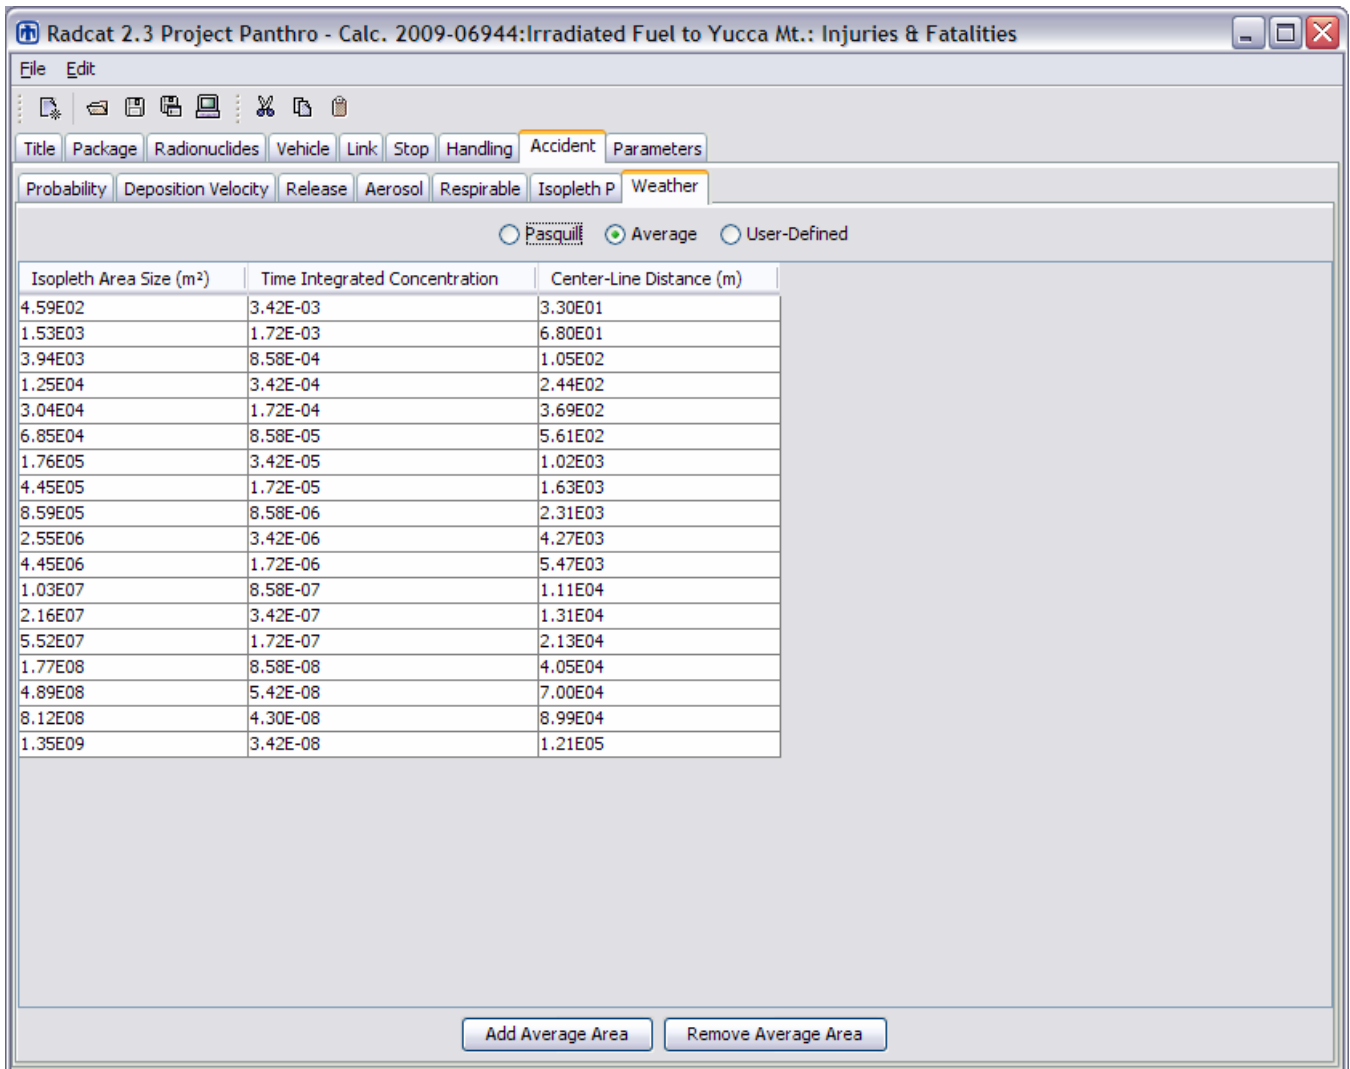 Radcat 2.3 Project Panthro - Calc. 2009-06944:Irradiated Fuel to Yucca Mt.: Injuries & Fatalities
File Edit
Title Package Radionuclides Vehicle Link Stop Handling Accident Parameters
Probability Deposition Velocity Release Aerosol Respirable Isopleth P Weather
Pasquill Average User-Defined
Isopleth Area Size (m²) Time Integrated Concentration Center-Line Distance (m)
4.59E02 3.42E-03 3.30E01
1.53E03 1.72E-03 6.80E01
3.94E03 8.58E-04 1.05E02
1.25E04 3.42E-04 2.44E02
3.04E04 1.72E-04 3.69E02
6.85E04 8.58E-05 5.61E02
1.76E05 3.42E-05 1.02E03
4.45E05 1.72E-05 1.63E03
8.59E05 8.58E-06 2.31E03
2.55E06 3.42E-06 4.27E03
4.45E06 1.72E-06 5.47E03
1.03E07 8.58E-07 1.11E04
2.16E07 3.42E-07 1.31E04
5.52E07 1.72E-07 2.13E04
1.77E08 8.58E-08 4.05E04
4.89E08 5.42E-08 7.00E04
8.12E08 4.30E-08 8.99E04
1.35E09 3.42E-08 1.21E05
Add Average Area Remove Average Area